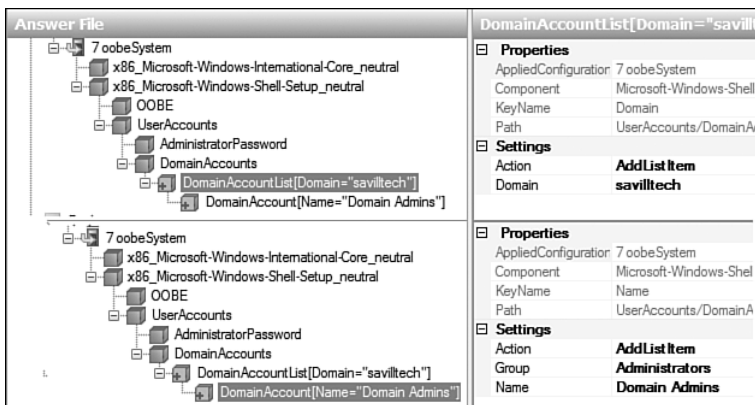 Answer File
7 oobeSystem
x86_Microsoft-Windows-International-Core_neutral
x86_Microsoft-Windows-Shell-Setup_neutral
OOBE
UserAccounts
AdministratorPassword
DomainAccounts
DomainAccountList[Domain="savilltech"]
DomainAccount[Name="Domain Admins"]
DomainAccountList[Domain="savillt
Properties
AppliedConfiguration 7 oobeSystem
Component Microsoft-Windows-Shell
KeyName Domain
Path UserAccounts/DomainA
Settings
Action AddListItem
Domain savilltech
7 oobeSystem
x86_Microsoft-Windows-International-Core_neutral
x86_Microsoft-Windows-Shell-Setup_neutral
OOBE
UserAccounts
AdministratorPassword
DomainAccounts
DomainAccountList[Domain="savilltech"]
DomainAccount[Name="Domain Admins"]
Properties
AppliedConfiguration 7 oobeSystem
Component Microsoft-Windows-Shel
KeyName Name
Path UserAccounts/DomainA
Settings
Action AddListItem
Group Administrators
Name Domain Admins